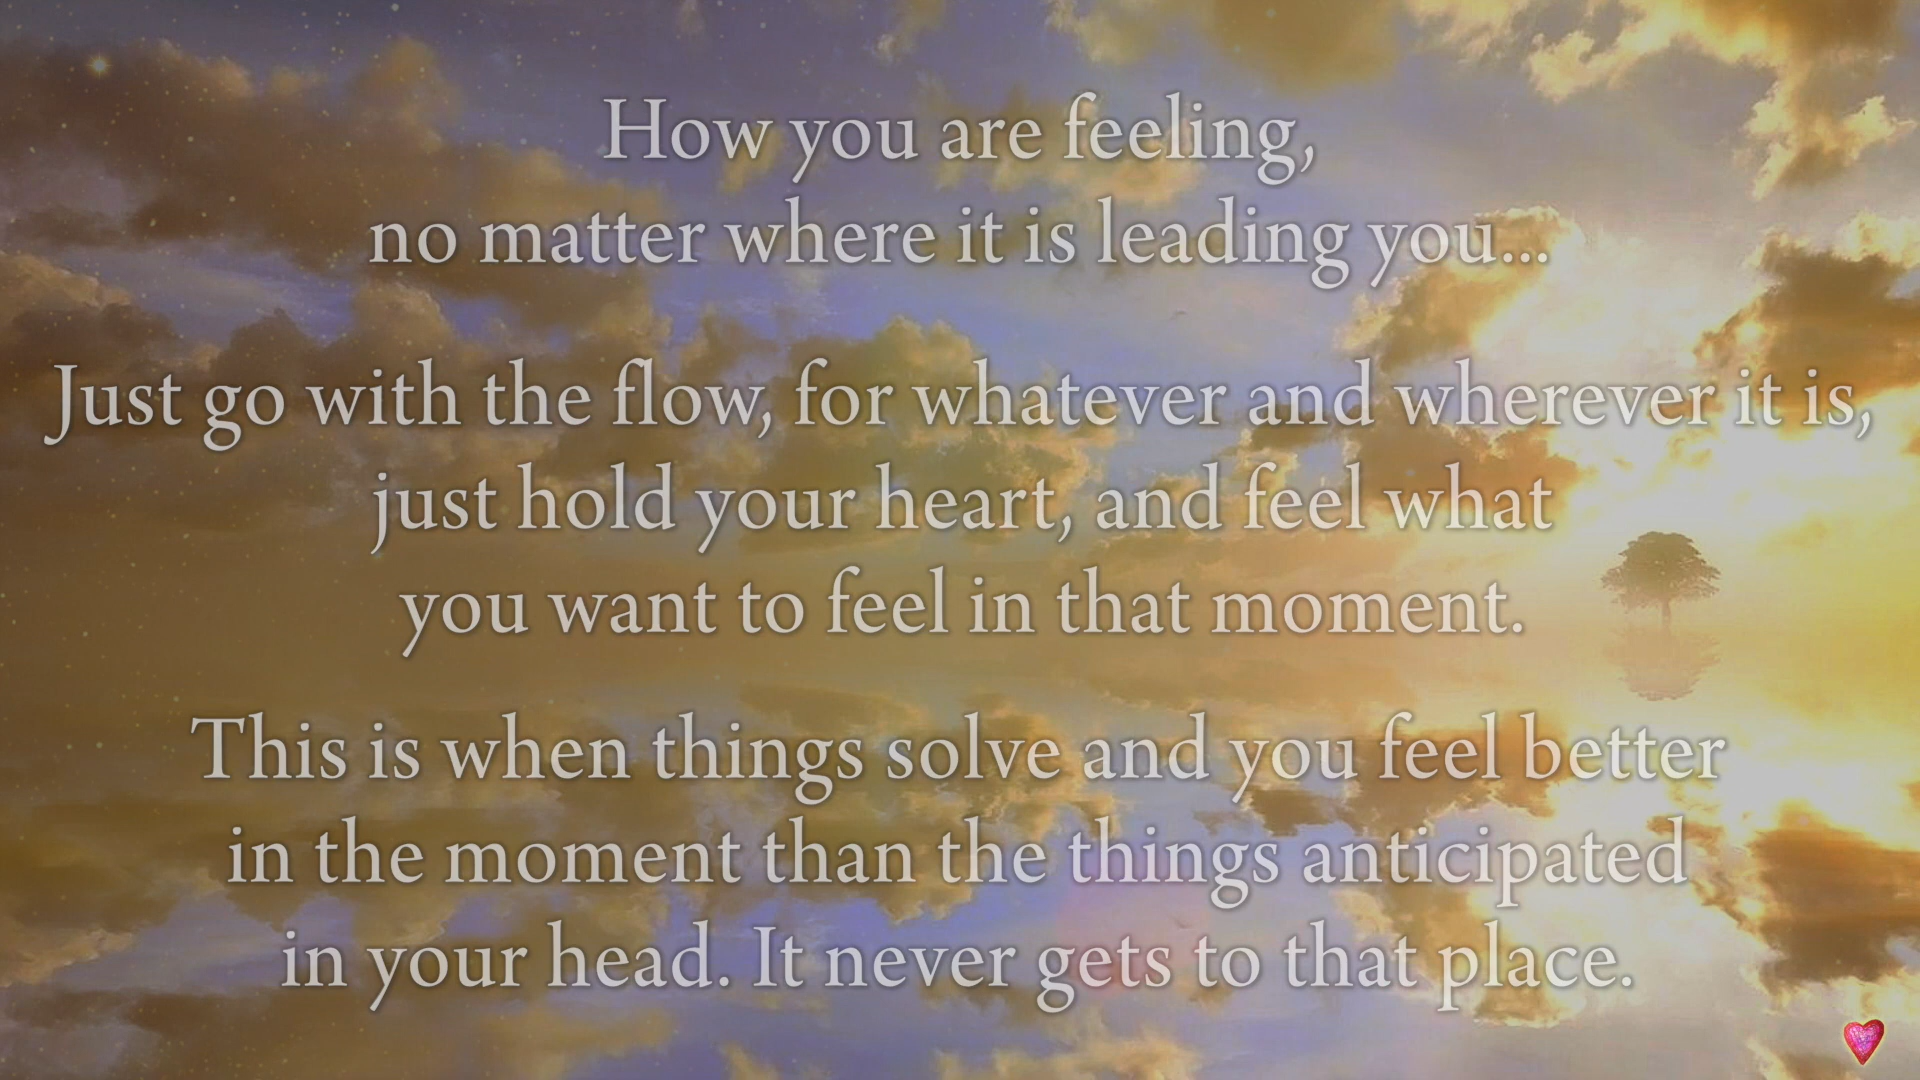 How you are feeling,
no matter where it is leading you...
Just go with the flow, for whatever and wherever it is,
just hold your heart, and feel what
you want to feel in that moment.
This is when things solve and you feel better
in the moment than the things anticipated
in your head. It never gets to that place.